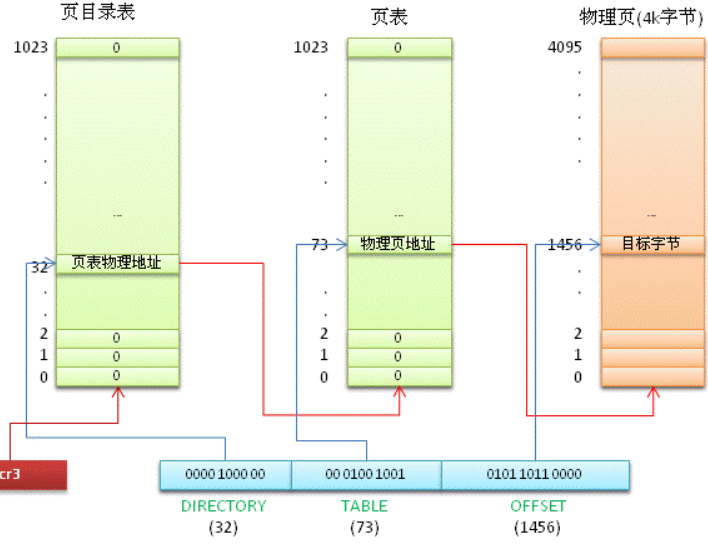 页目录表 页表 物理页(4k字节)
1023 0 1023 0 4095
... ...  ...
73 物理页地址 1456 目标字节
32 页表物理地址
2 0 2 0 2
1 0 1 0 1
0 0 0 0 0
cr3 0000 1000 00 00 0100 1001 0101 1011 0000
DIRECTORY TABLE OFFSET
(32) (73) (1456)